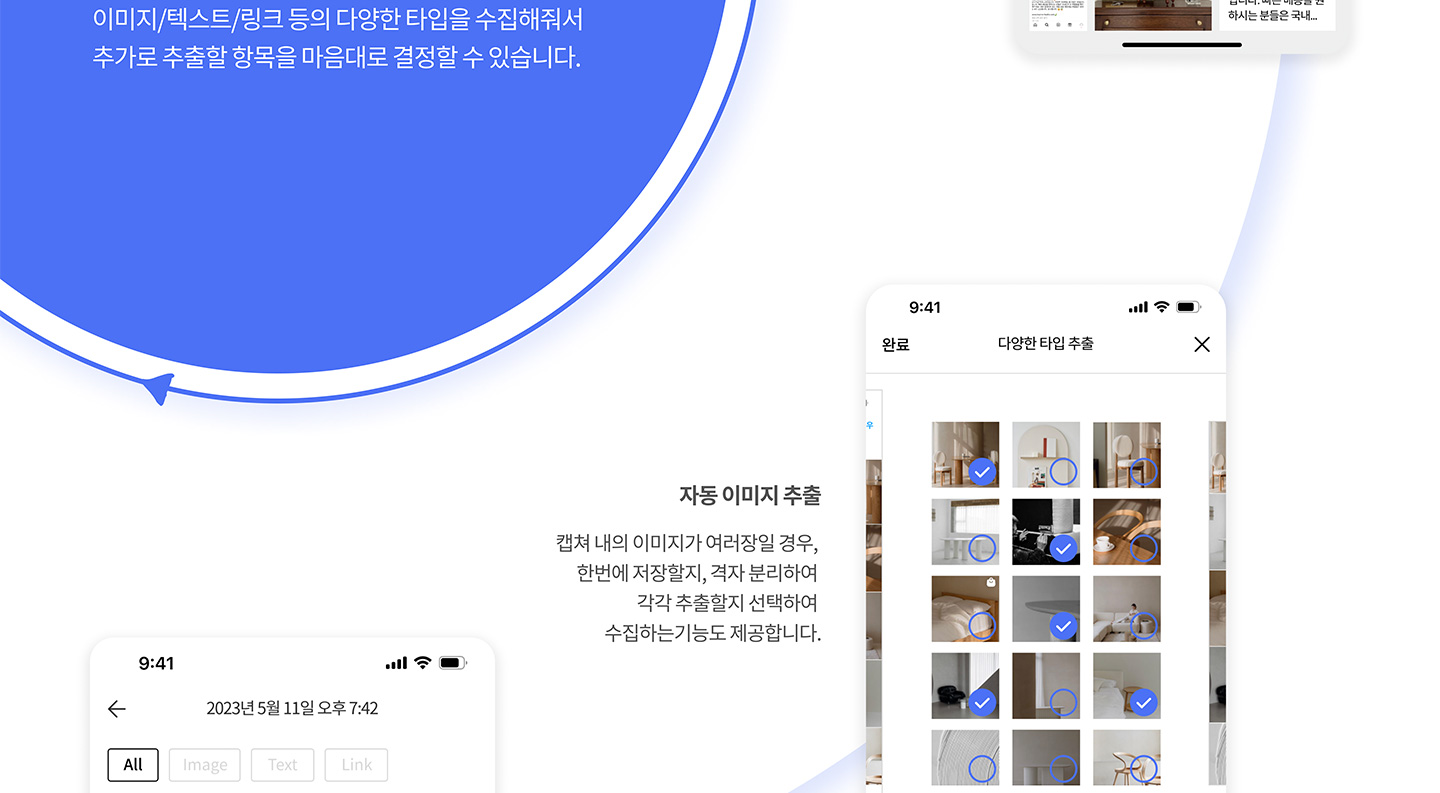 이미지/텍스트/링크 등의 다양한 타입을 수집해줘서
추가로 추출할 항목을 마음대로 결정할 수 있습니다.
하시는 분들은 국내...
9:41
완료
다양한 타입 추출
우
자동 이미지 추출
캡쳐 내의 이미지가 여러장일 경우,
한번에 저장할지, 격자 분리하여
각각 추출할지 선택하여
수집하는기능도 제공합니다.
9:41
2023년 5월 11일 오후 7:42
All
Image
Text
Link